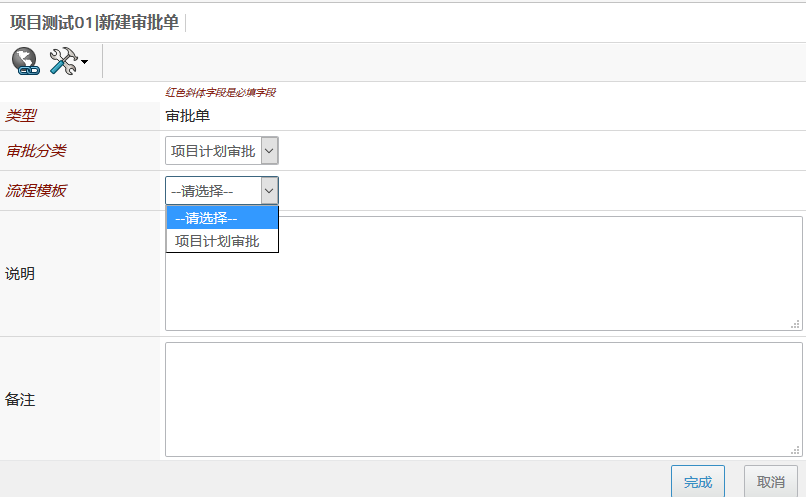 项目测试01|新建审批单
红色斜体字段是必填字段
类型 审批单
审批分类 项目计划审批
流程模板 --请选择--
--请选择--
项目计划审批
说明
备注
完成 取消